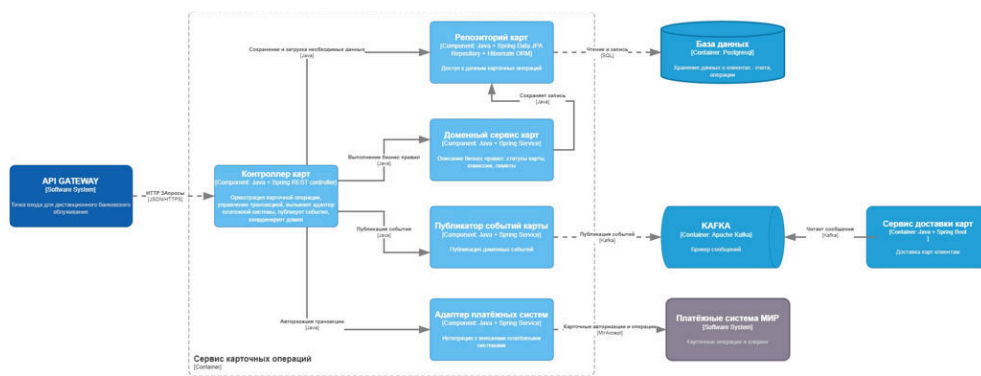 Репозиторий карт
[Component: Java + Spring Data JPA
Repository + Hibernate ORM]
Доступ к данным карточных операций
База данных
[Container: Postgresql]
Хранение данных о клиентах - счета,
операции
Сохранение и загрузка необходимых данных
[Java]
Чтение и запись
[SQL]
Сохраняет запись
[Java]
Доменный сервис карт
[Component: Java + Spring Service]
Описание бизнес правил: статусы карты,
комиссии, лимиты
Выполнение бизнес правил
[Java]
API GATEWAY
[Software System]
Точка входа для дистанционного банковского
обслуживания
HTTP ЗАпросы
[JSON/HTTPS]
Контроллер карт
[Component: Java + Spring REST controller]
Оркестрация карточной операции,
управление транзакцией, вызывает адаптер
платежной системы, публикует события,
координирует домен
Публикация события
[Java]
Публикатор событий карты
[Component: Java + Spring Service]
Публикация доменных событий
Публикация событий
[Kafka]
KAFKA
[Container: Apache Kafka]
Брокер сообщений
Читает сообщения
[Kafka]
Сервис доставки карт
[Container: Java + Spring Boot
]
Доставка карт клиентам
Авторизация транзакции
[Java]
Адаптер платёжных систем
[Component: Java + Spring Service]
Интеграция с внешними платёжными
системами
Карточные авторизации и операции
[MirAccept]
Платёжные система МИР
[Software System]
Сервис карточных операций
[Container]